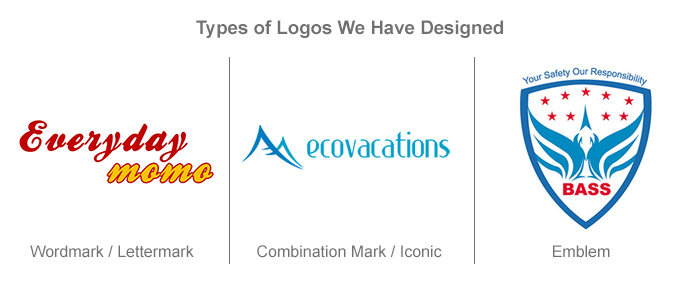 Types of Logos We Have Designed
Everyday
momo
Wordmark / Lettermark
ecovacations
Combination Mark / Iconic
Your Safety Our Responsibility
BASS
Emblem